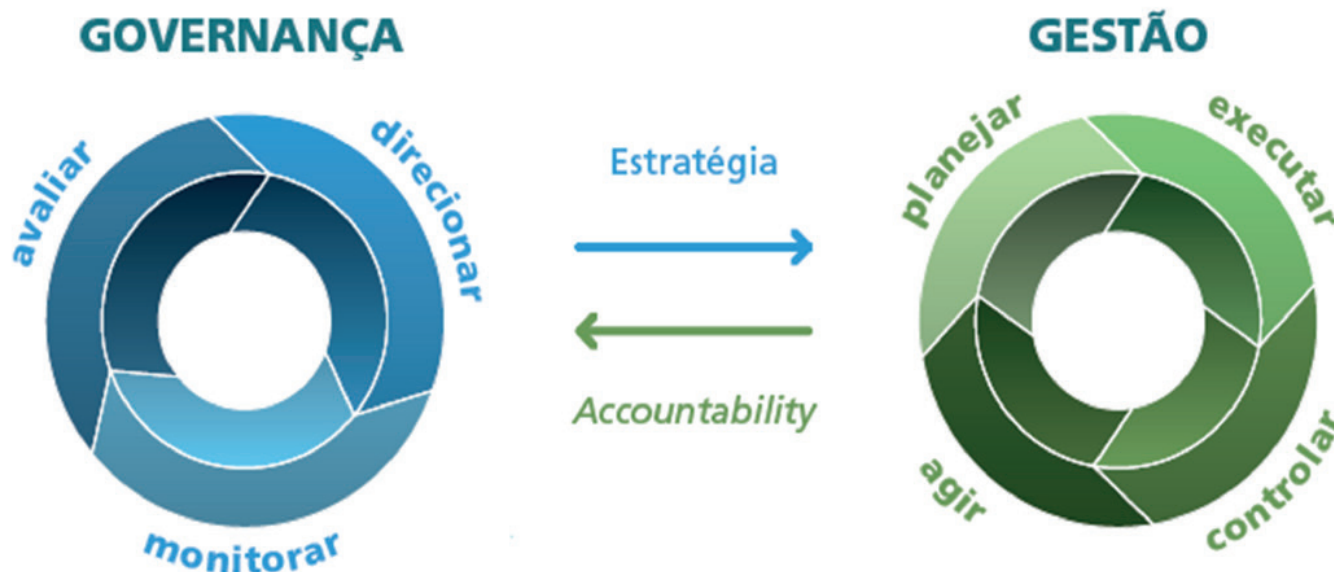 GOVERNANÇA
avaliar
direcionar
monitorar
Estratégia
Accountability
GESTÃO
planejar
executar
controlar
agir